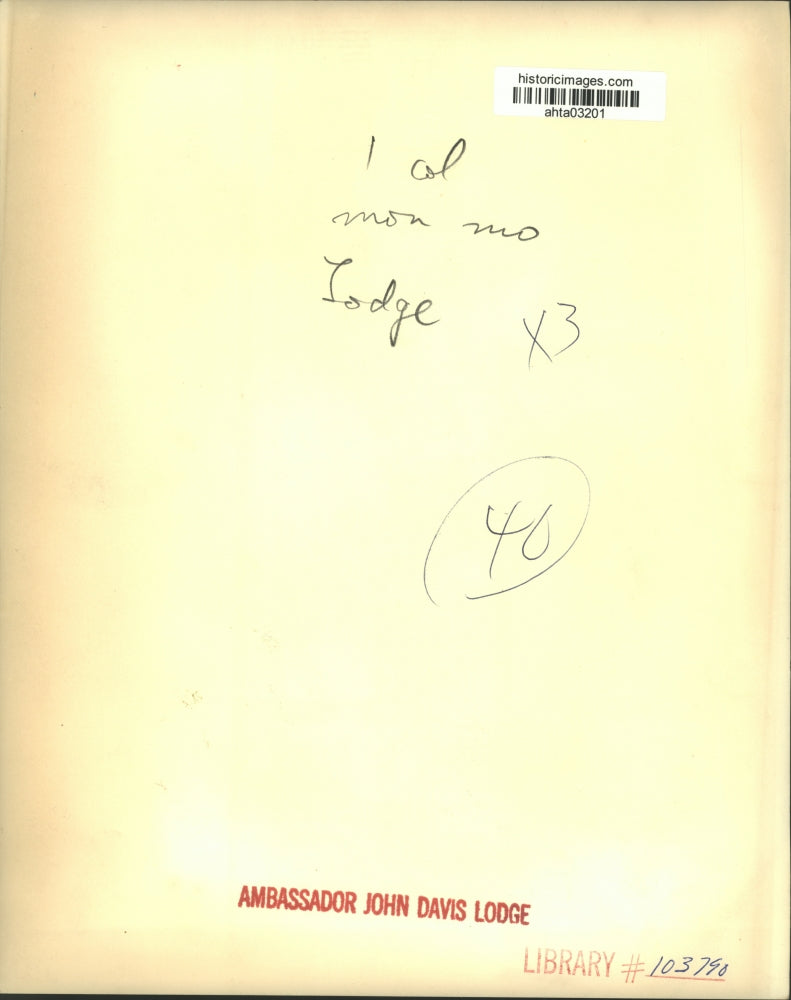 historicimages.com
ahta03201
1 col
mon mo
Lodge
x3
40
AMBASSADOR JOHN DAVIS LODGE
LIBRARY # 103790